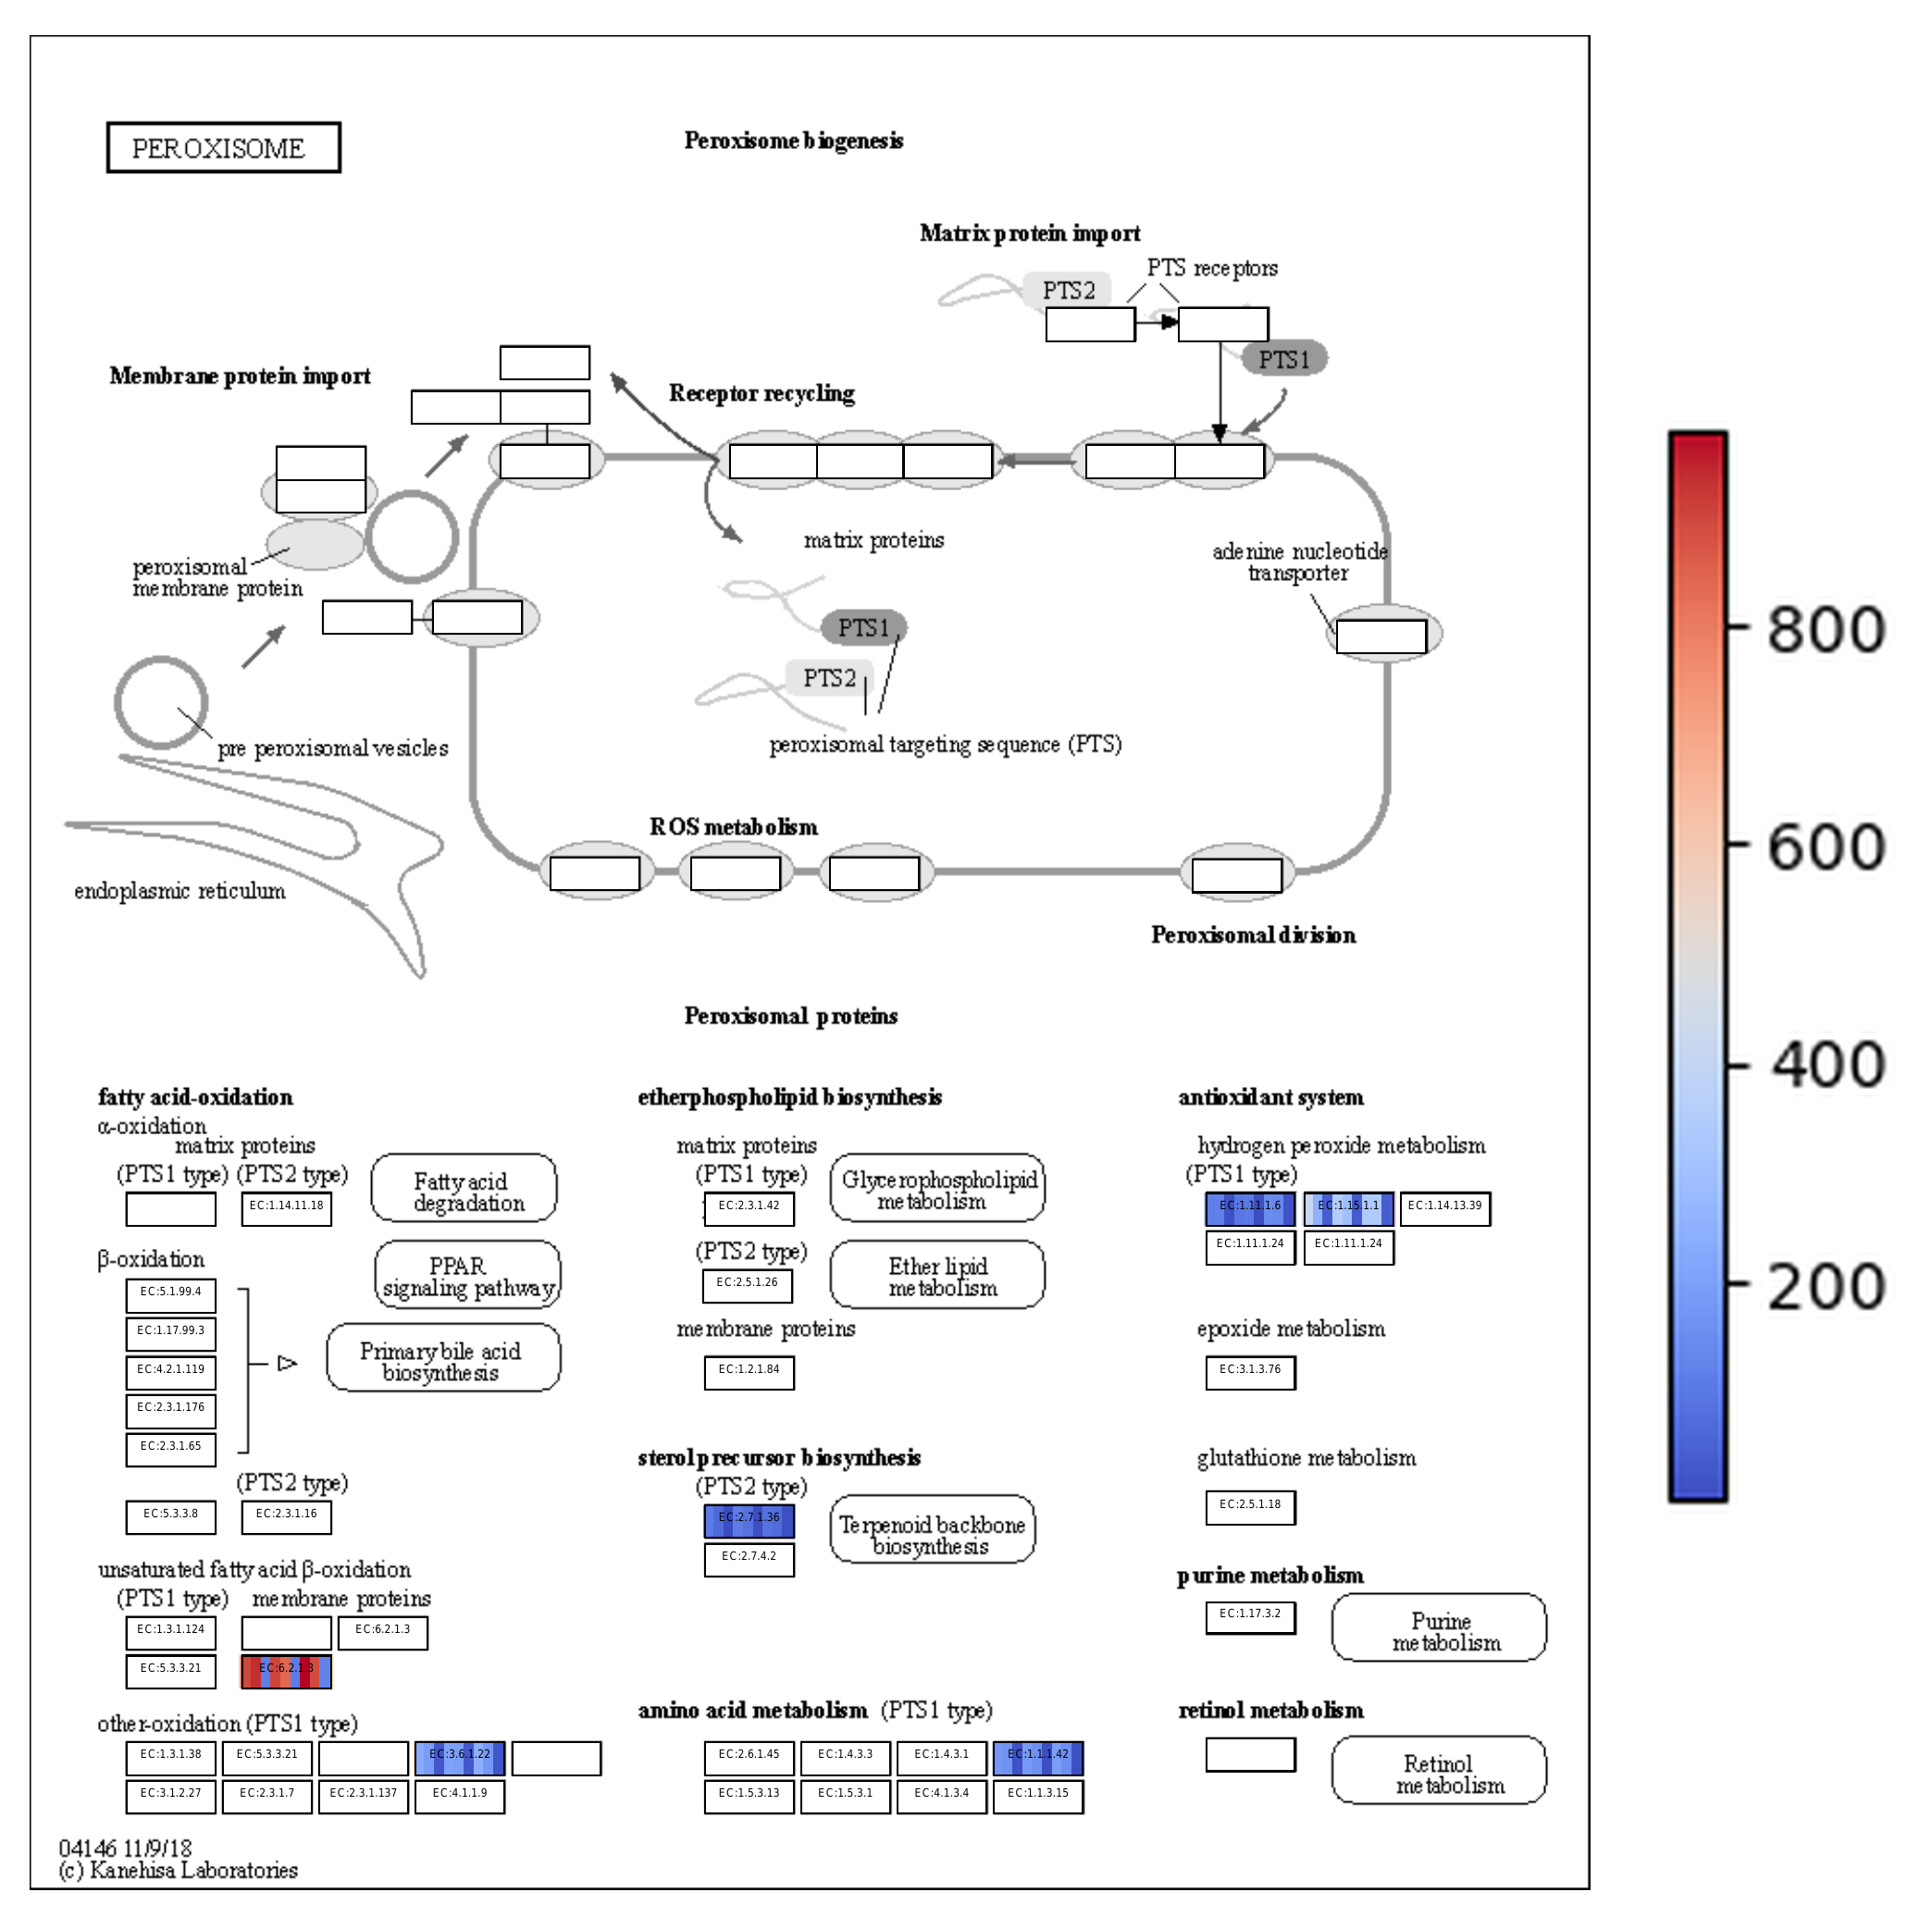 PEROXISOME
Peroxisome biogenesis
Matrix protein import
PTS receptors
PTS2
PTS1
Membrane protein import
Receptor recycling
matrix proteins
adenine nucleotide
transporter
peroxisomal
membrane protein
PTS1
PTS2
pre peroxisomal vesicles
peroxisomal targeting sequence (PTS)
ROS metabolism
endoplasmic reticulum
Peroxisomal division
Peroxisomal proteins
fatty acid-oxidation
α-oxidation
matrix proteins
(PTS1 type) (PTS2 type)
EC:1.14.11.18
Fatty acid
degradation
β-oxidation
PPAR
signaling pathway
EC:5.1.99.4
EC:1.17.99.3
EC:4.2.1.119
EC:2.3.1.176
EC:2.3.1.65
Primary bile acid
biosynthesis
(PTS2 type)
EC:5.3.3.8
EC:2.3.1.16
unsaturated fatty acid β-oxidation
(PTS1 type) membrane proteins
EC:1.3.1.124
EC:6.2.1.3
EC:5.3.3.21
EC:6.2.1.3
other-oxidation (PTS1 type)
EC:1.3.1.38
EC:5.3.3.21
EC:3.6.1.22
EC:3.1.2.27
EC:2.3.1.7
EC:2.3.1.137
EC:4.1.1.9
etherphospholipid biosynthesis
matrix proteins
(PTS1 type)
EC:2.3.1.42
Glycerophospholipid
metabolism
(PTS2 type)
EC:2.5.1.26
Ether lipid
metabolism
membrane proteins
EC:1.2.1.84
sterol precursor biosynthesis
(PTS2 type)
EC:2.7.1.36
EC:2.7.4.2
Terpenoid backbone
biosynthesis
amino acid metabolism (PTS1 type)
EC:2.6.1.45
EC:1.4.3.3
EC:1.4.3.1
EC:1.1.1.42
EC:1.5.3.13
EC:1.5.3.1
EC:4.1.3.4
EC:1.1.3.15
antioxidant system
hydrogen peroxide metabolism
(PTS1 type)
EC:1.11.1.6
EC:1.15.1.1
EC:1.14.13.39
EC:1.11.1.24
EC:1.11.1.24
epoxide metabolism
EC:3.1.3.76
glutathione metabolism
EC:2.5.1.18
purine metabolism
EC:1.17.3.2
Purine
metabolism
retinol metabolism
Retinol
metabolism
04146 11/9/18
(c) Kanehisa Laboratories
800
600
400
200